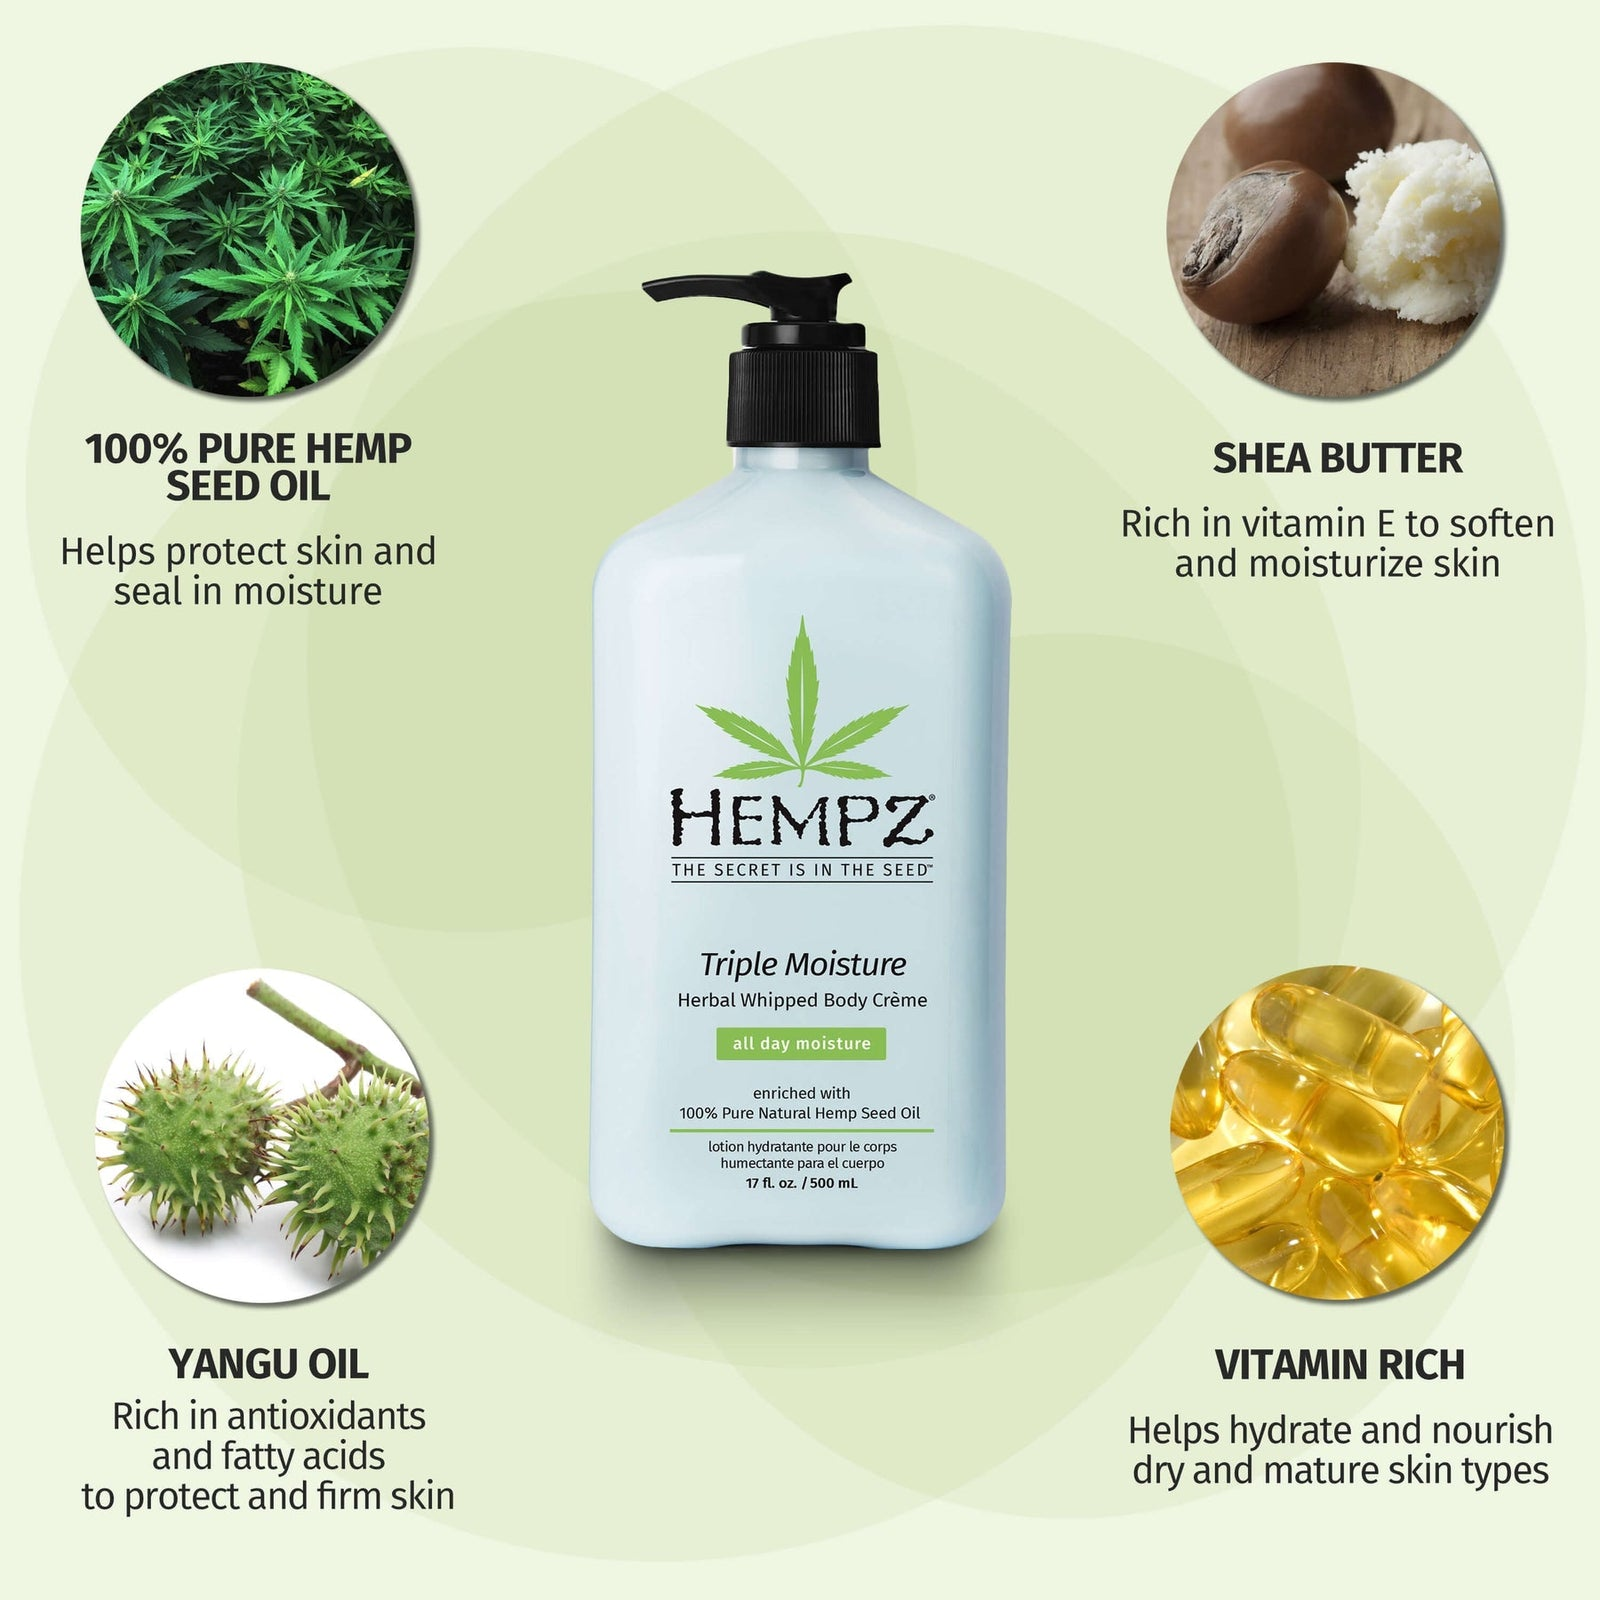 100% PURE HEMP
SEED OIL
Helps protect skin and
seal in moisture
SHEA BUTTER
Rich in vitamin E to soften
and moisturize skin
HEMPZ®
THE SECRET IS IN THE SEED™
Triple Moisture
Herbal Whipped Body Crème
all day moisture
enriched with
100% Pure Natural Hemp Seed Oil
lotion hydratante pour le corps
humectante para el cuerpo
17 fl. oz. / 500 mL
YANGU OIL
Rich in antioxidants
and fatty acids
to protect and firm skin
VITAMIN RICH
Helps hydrate and nourish
dry and mature skin types